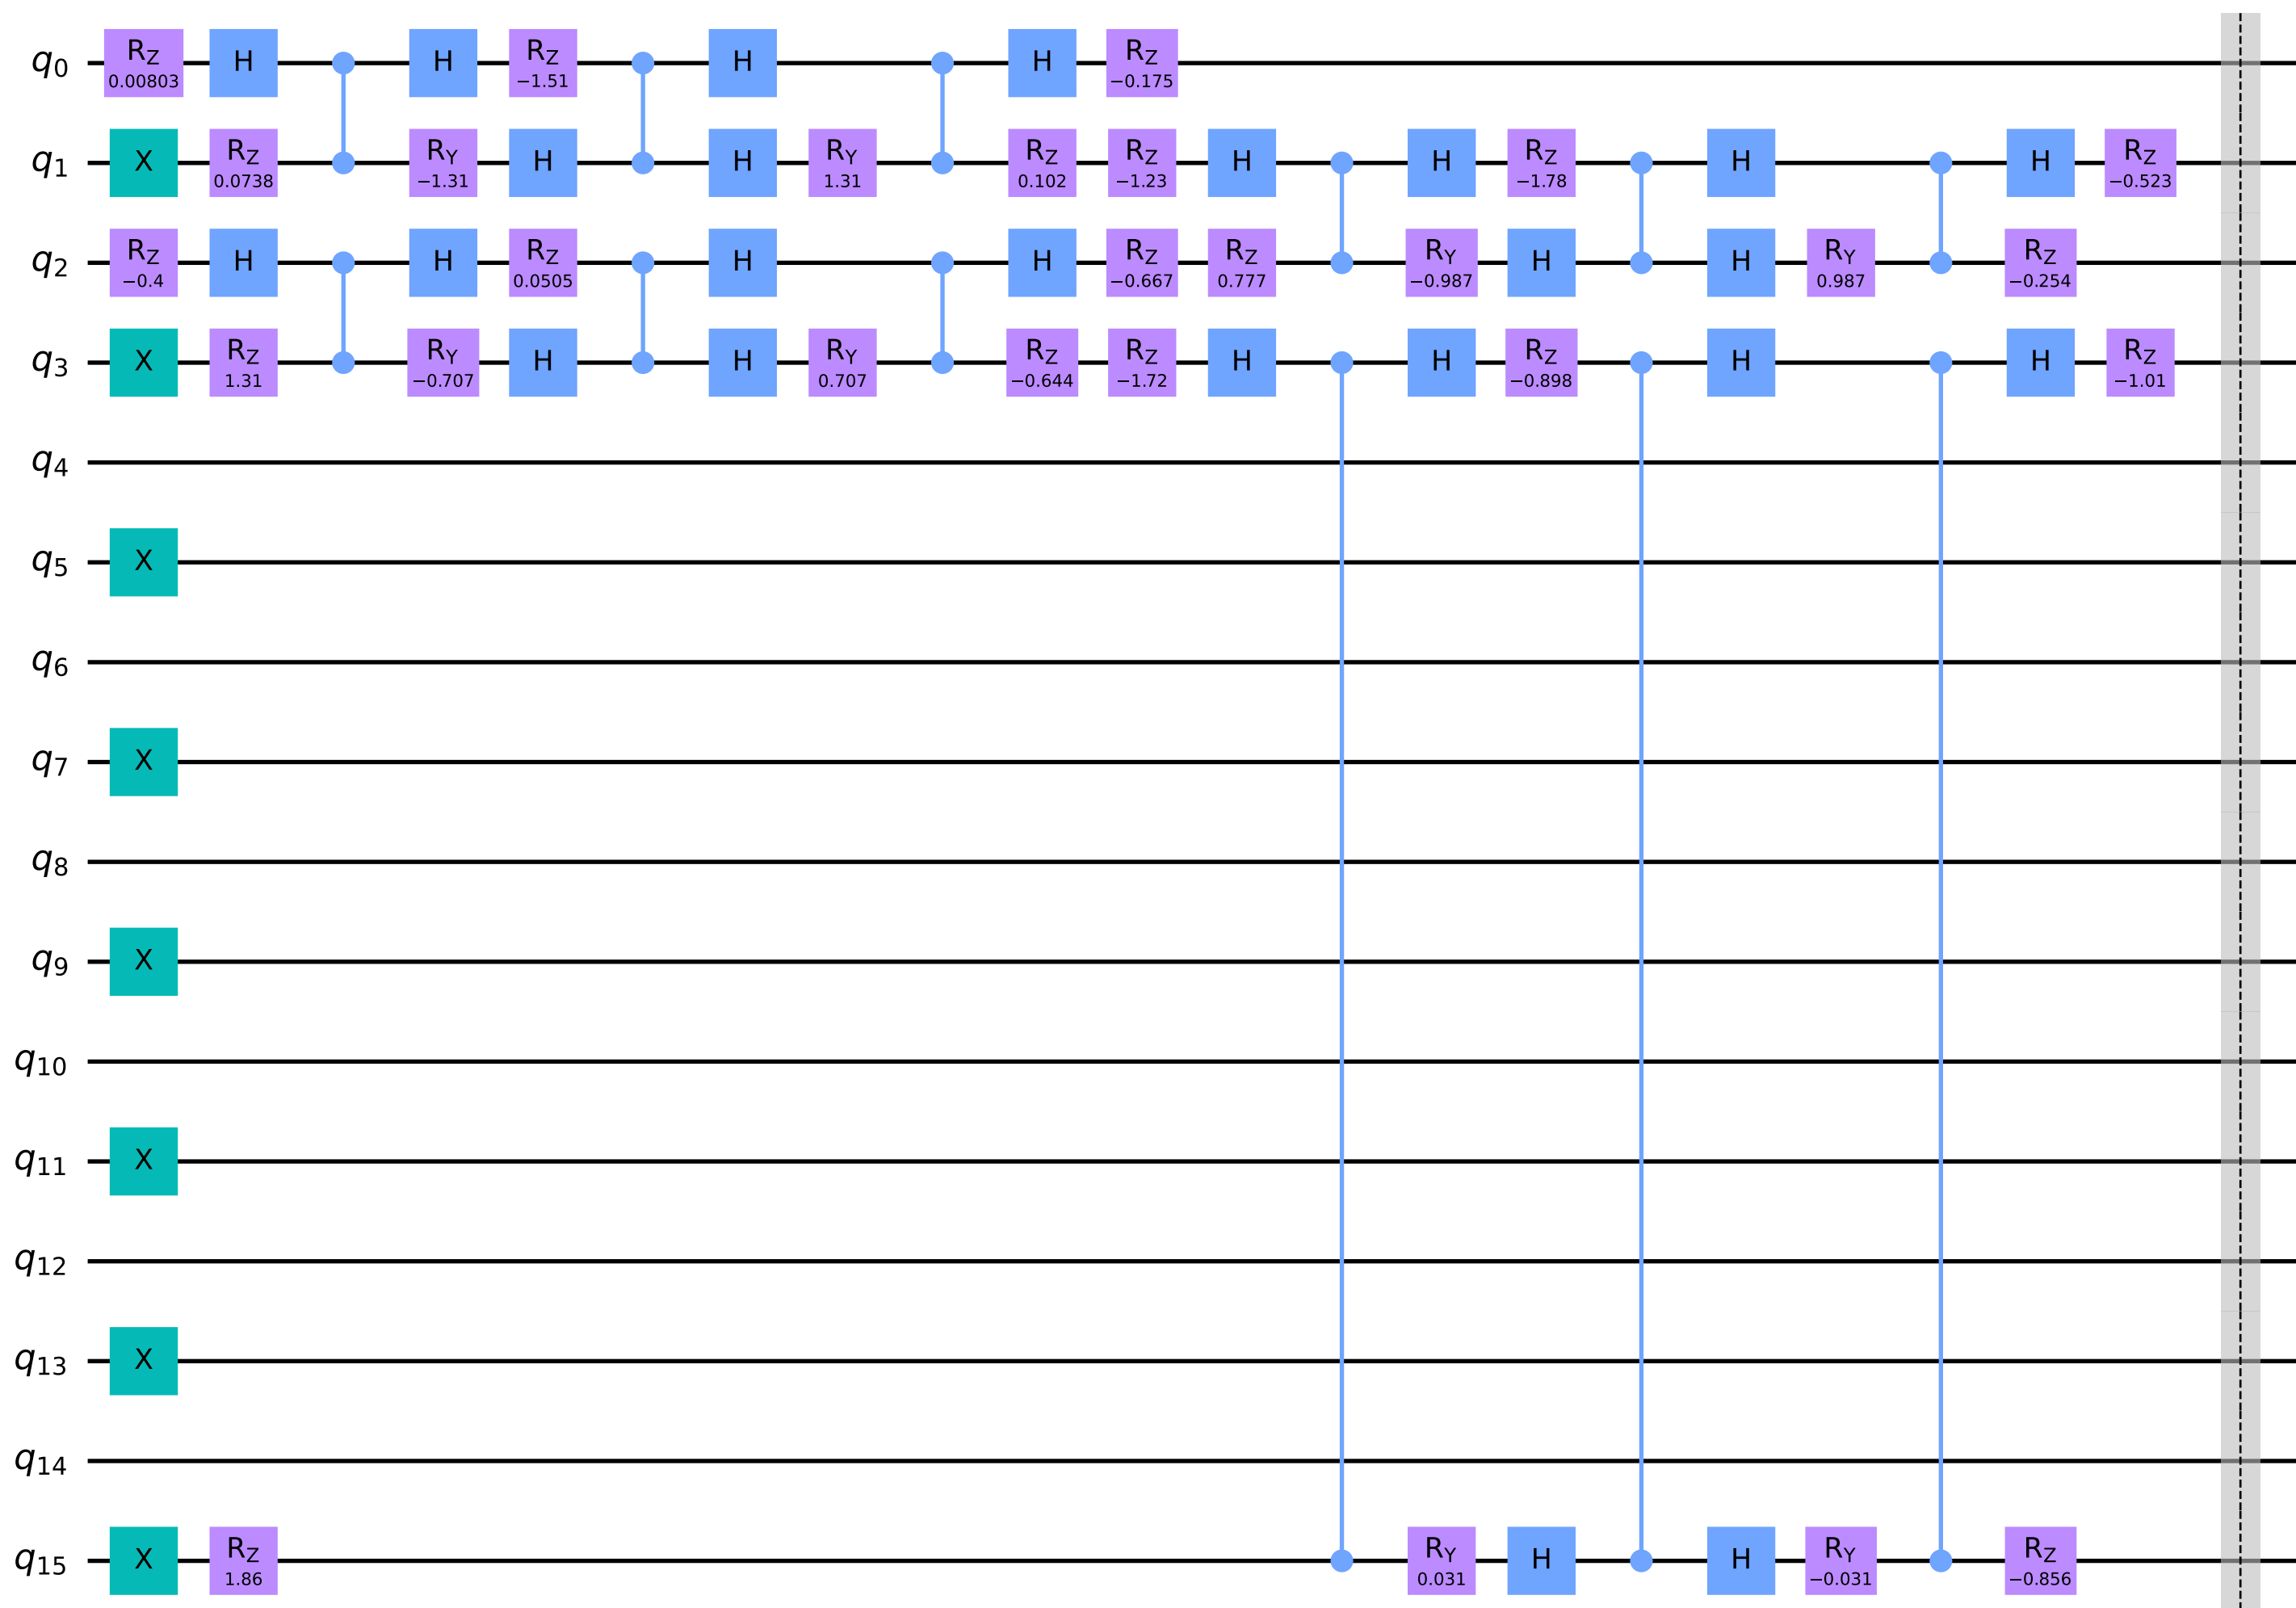 q0 RZ 0.00803 H H RZ −1.51 H H RZ −0.175
q1 X RZ 0.0738 RY −1.31 H H RY 1.31 RZ 0.102 RZ −1.23 H H RZ −1.78 H H RZ −0.523
q2 RZ −0.4 H H RZ 0.0505 H H RZ −0.667 RZ 0.777 RY −0.987 H H RY 0.987 RZ −0.254
q3 X RZ 1.31 RY −0.707 H H RY 0.707 RZ −0.644 RZ −1.72 H H RZ −0.898 H H RZ −1.01
q4
q5 X
q6
q7 X
q8
q9 X
q10
q11 X
q12
q13 X
q14
q15 X RZ 1.86 RY 0.031 H H RY −0.031 RZ −0.856